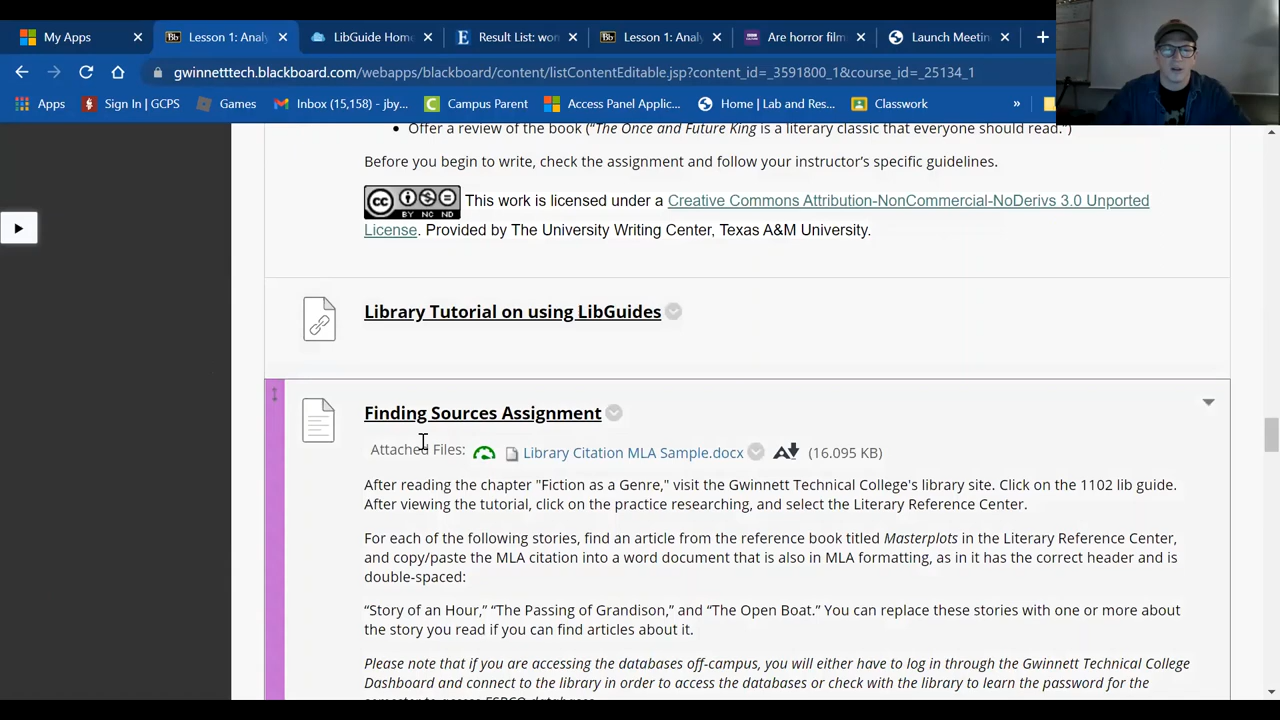 My Apps
Lesson 1: Analy
LibGuide Home
Result List: wor
Lesson 1: Analy
Are horror film
Launch Meetin
gwinnetttech.blackboard.com/webapps/blackboard/content/listContentEditable.jsp?content_id=_3591800_1&course_id=_25134_1
Apps
Sign In | GCPS
Games
Inbox (15,158) - jby...
Campus Parent
Access Panel Applic...
Home | Lab and Res...
Classwork
»
• Offer a review of the book ("The Once and Future King is a literary classic that everyone should read.")
Before you begin to write, check the assignment and follow your instructor's specific guidelines.
CC BY NC ND This work is licensed under a Creative Commons Attribution-NonCommercial-NoDerivs 3.0 Unported
License. Provided by The University Writing Center, Texas A&M University.
Library Tutorial on using LibGuides
Finding Sources Assignment
Attached Files: Library Citation MLA Sample.docx (16.095 KB)
After reading the chapter "Fiction as a Genre," visit the Gwinnett Technical College's library site. Click on the 1102 lib guide.
After viewing the tutorial, click on the practice researching, and select the Literary Reference Center.
For each of the following stories, find an article from the reference book titled Masterplots in the Literary Reference Center,
and copy/paste the MLA citation into a word document that is also in MLA formatting, as in it has the correct header and is
double-spaced:
“Story of an Hour,” “The Passing of Grandison,” and “The Open Boat.” You can replace these stories with one or more about
the story you read if you can find articles about it.
Please note that if you are accessing the databases off-campus, you will either have to log in through the Gwinnett Technical College
Dashboard and connect to the library in order to access the databases or check with the library to learn the password for the